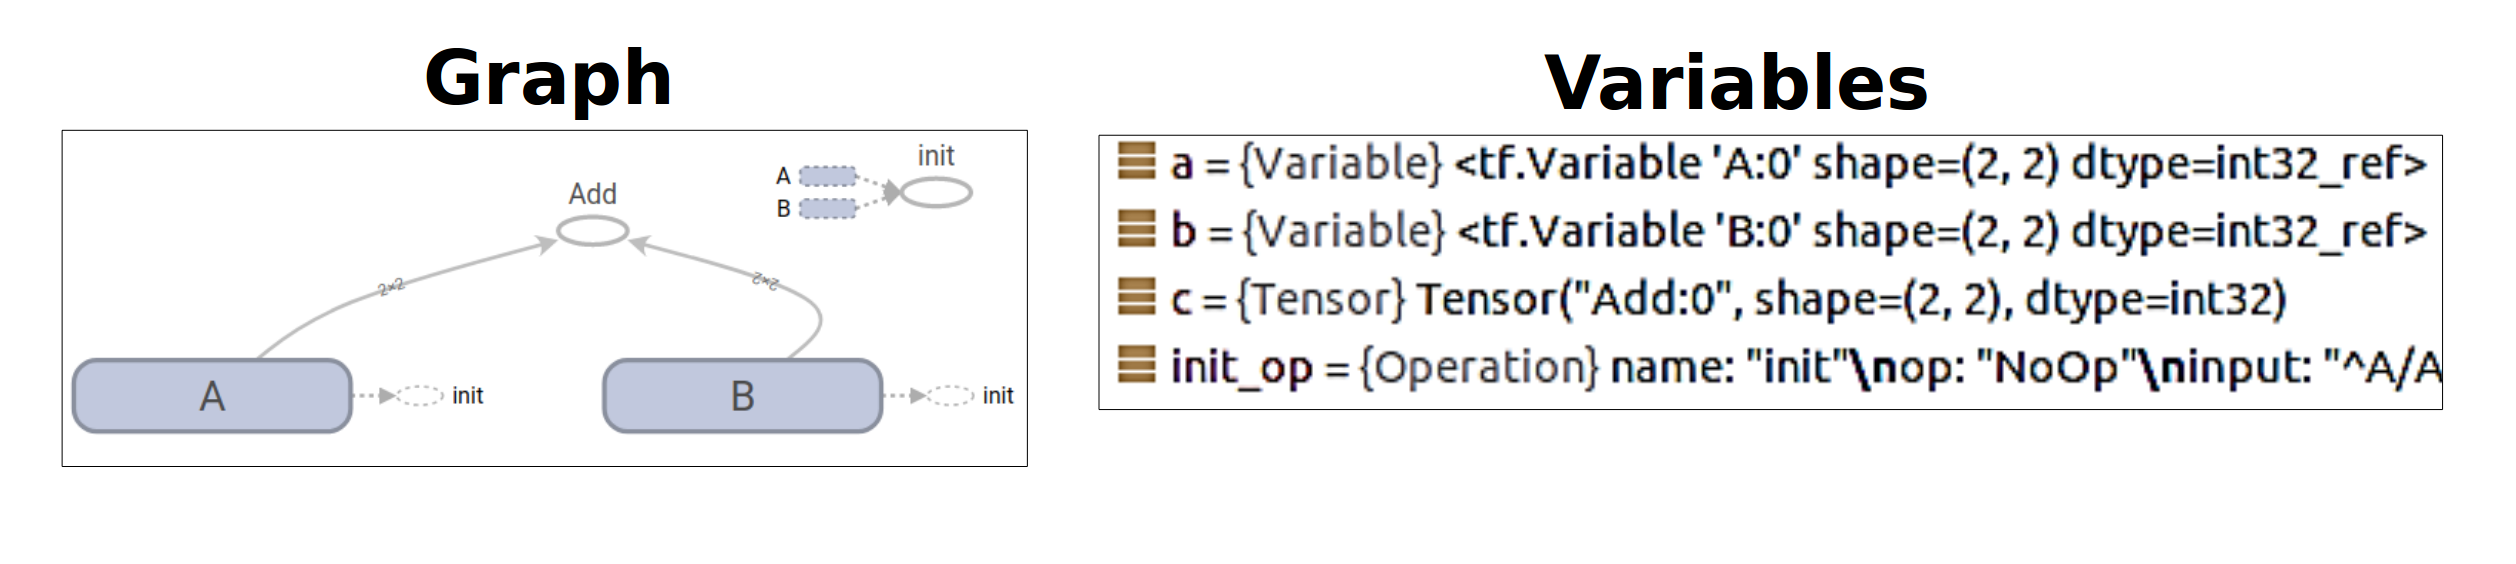 Graph
Variables
init
A
B
Add
2×2
2×2
A
init
B
init
a = {Variable} <tf.Variable 'A:0' shape=(2, 2) dtype=int32_ref>
b = {Variable} <tf.Variable 'B:0' shape=(2, 2) dtype=int32_ref>
c = {Tensor} Tensor("Add:0", shape=(2, 2), dtype=int32)
init_op = {Operation} name: "init"\nop: "NoOp"\ninput: "^A/A